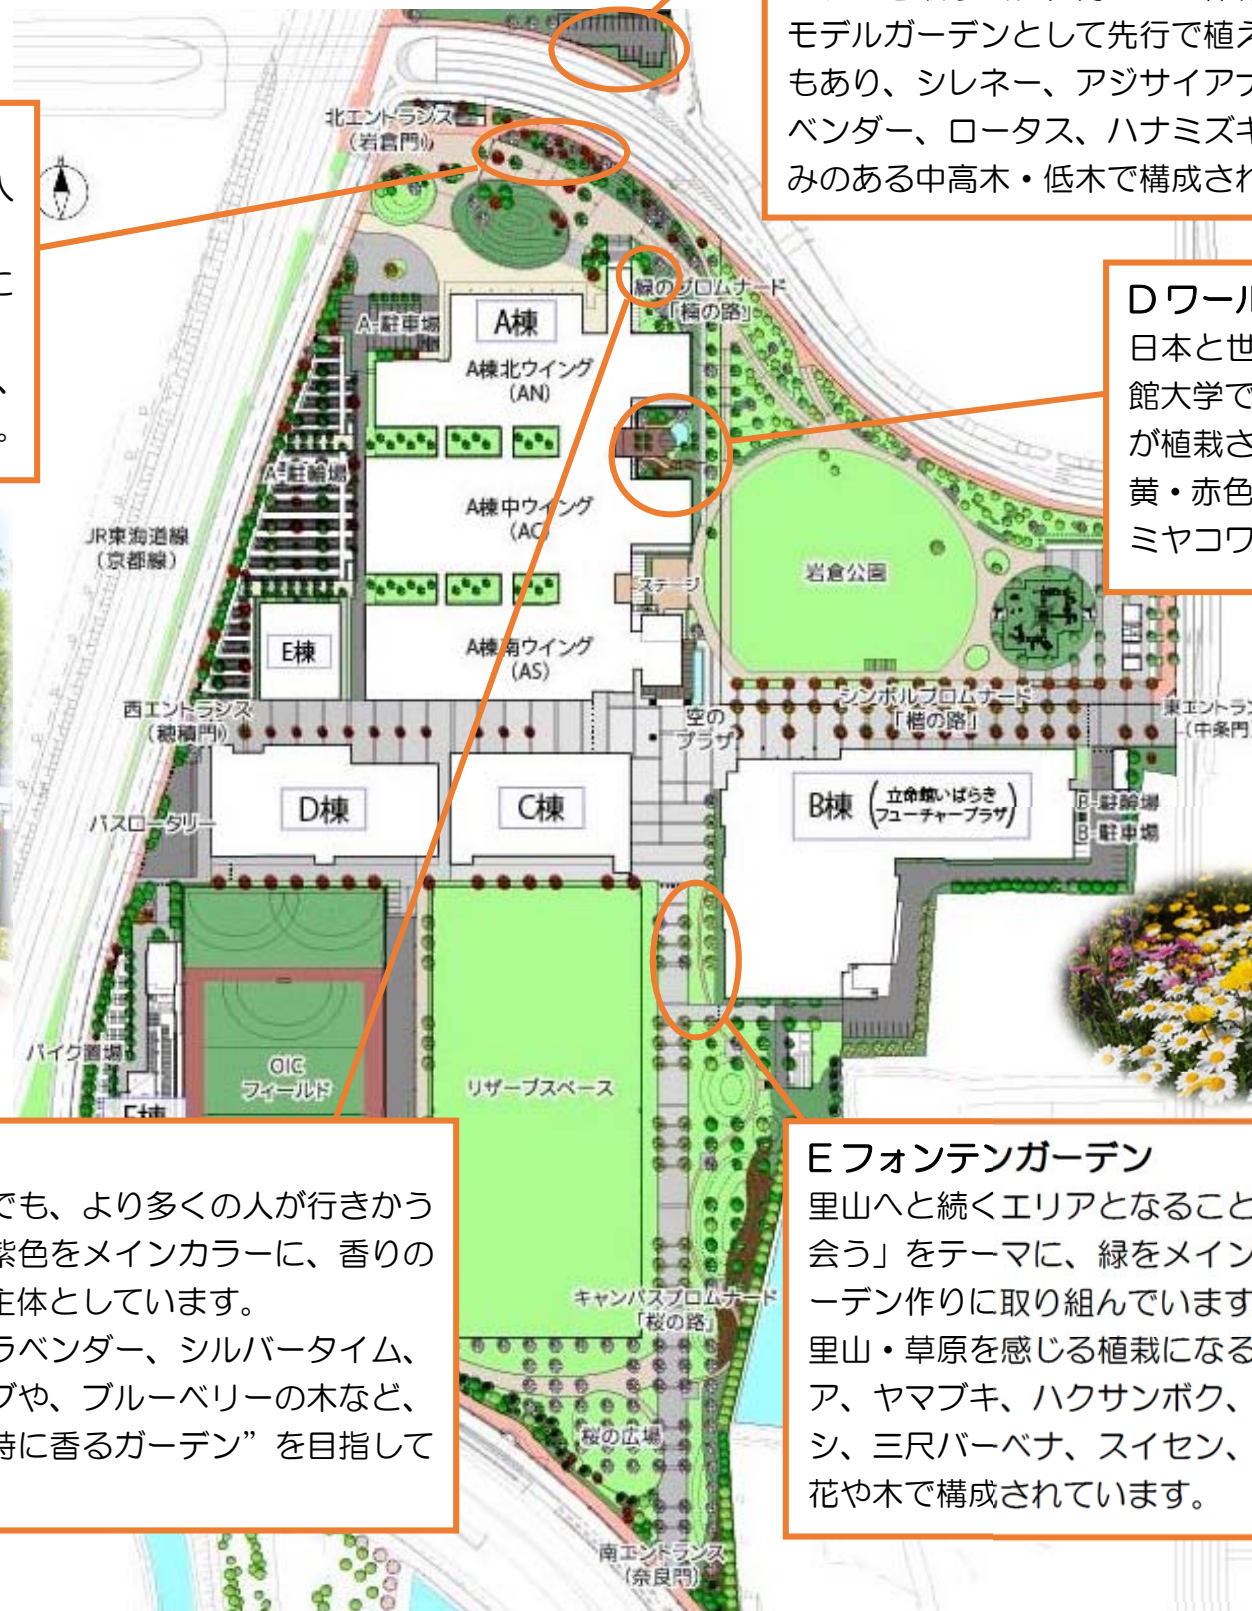 モデルガーデンとして先行で植え
もあり、シレネー、アジサイアナ
ベンダー、ロータス、ハナミズキ
みのある中高木・低木で構成され
人
に
、
。
北エントランス
(岩倉門)
緑のプロムナード
「楠の路」
A-駐車場
A棟
A棟北ウイング
(AN)
D ワール
日本と世
館大学で
が植栽さ
黄・赤色
ミヤコワ
A-駐輪場
A棟中ウイング
(AC)
JR東海道線
(京都線)
岩倉公園
ステージ
E棟
A棟南ウイング
(AS)
西エントランス
(穂積門)
空の
プラザ
シンボルプロムナード
「楷の路」
東エントラン
(中条門
D棟
C棟
B棟
立命館いばらき
フューチャープラザ
B-駐輪場
B-駐車場
バスロータリー
バイク置場
OIC
フィールド
リザーブスペース
F棟
でも、より多くの人が行きかう
紫色をメインカラーに、香りの
主体としています。
ラベンダー、シルバータイム、
ブや、ブルーベリーの木など、
時に香るガーデン”を目指して
E フォンテンガーデン
里山へと続くエリアとなること
会う」をテーマに、緑をメイン
ーデン作りに取り組んでいます
里山・草原を感じる植栽になる
ア、ヤマブキ、ハクサンボク、
シ、三尺バーベナ、スイセン、
花や木で構成されています。
キャンパスプロムナード
「桜の路」
桜の広場
南エントランス
(奈良門)